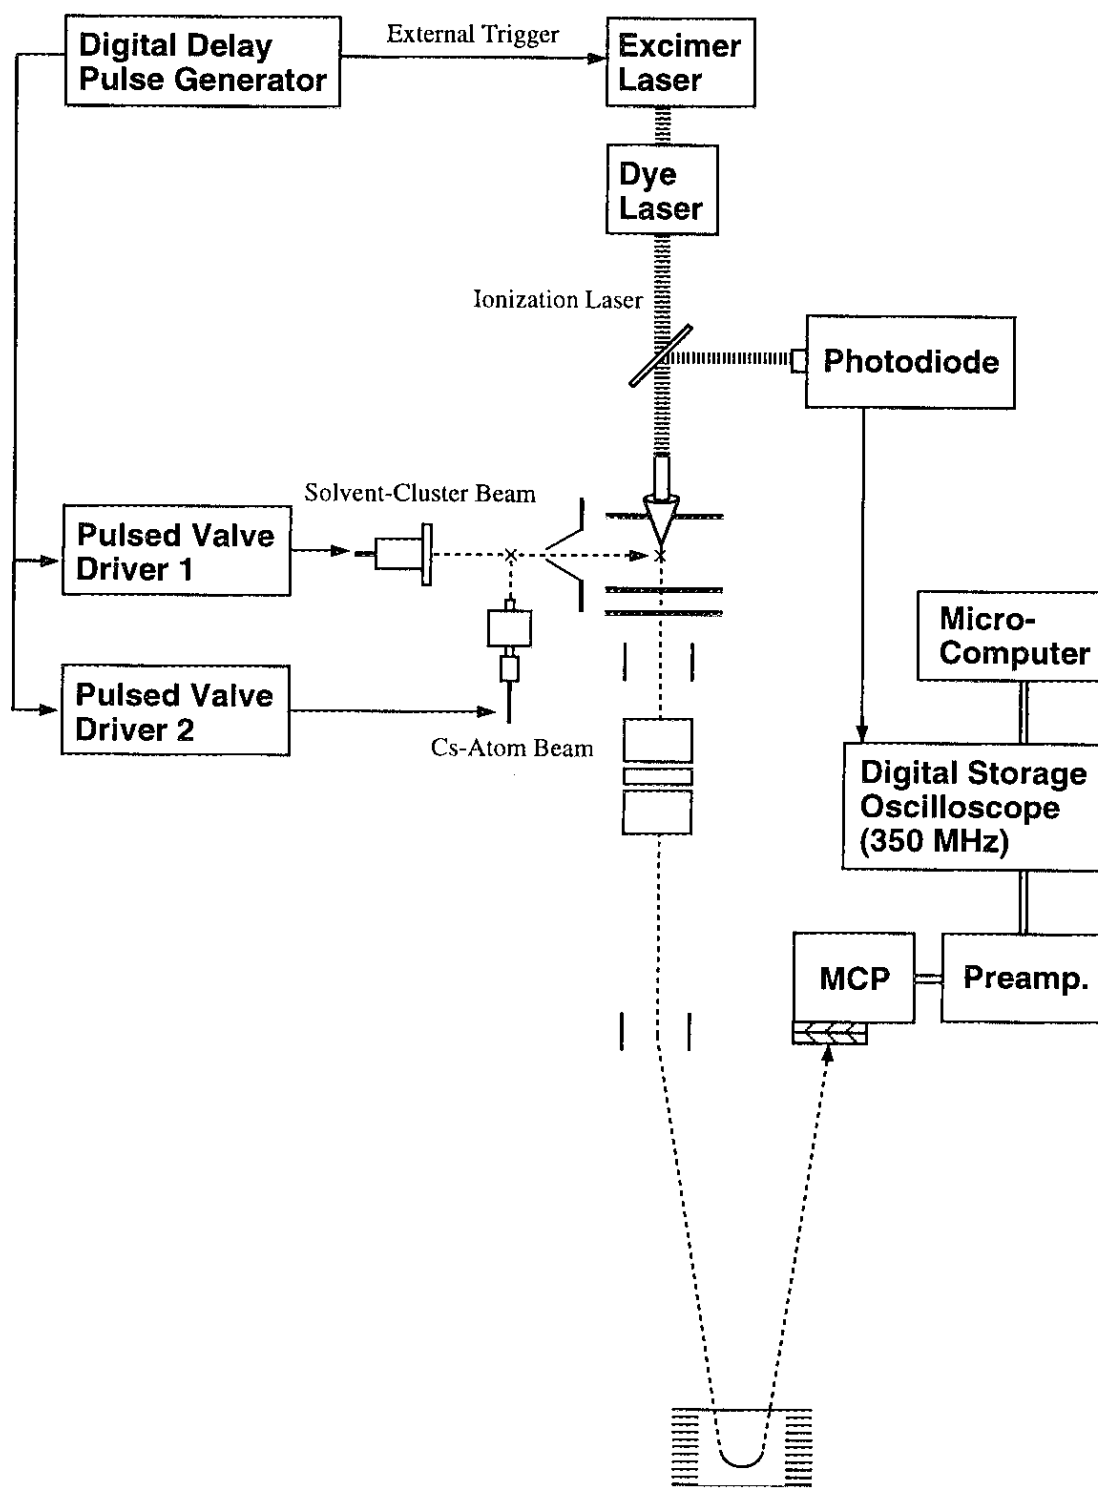 Digital Delay
Pulse Generator
External Trigger
Excimer
Laser
Dye
Laser
Ionization Laser
Photodiode
Solvent-Cluster Beam
Pulsed Valve
Driver 1
Micro-
Computer
Pulsed Valve
Driver 2
Cs-Atom Beam
Digital Storage
Oscilloscope
(350 MHz)
MCP
Preamp.